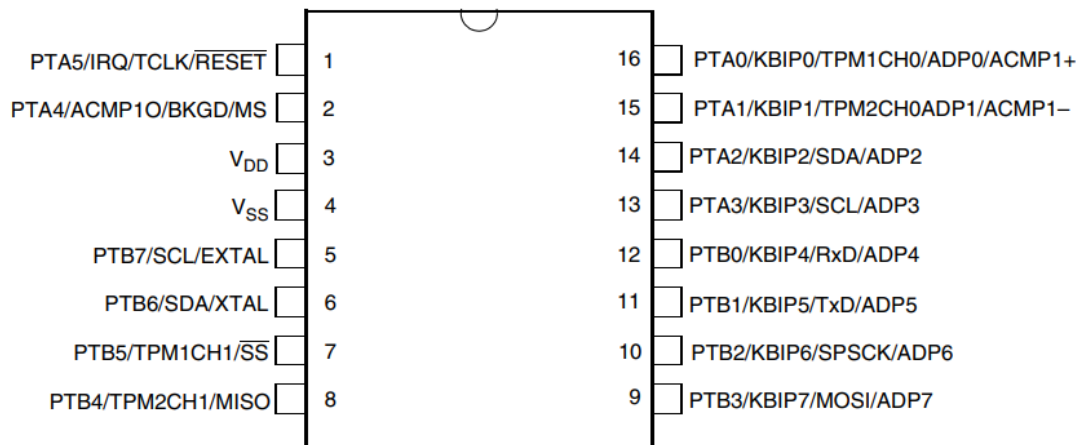 PTA5/IRQ/TCLK/RESET 1
PTA4/ACMP1O/BKGD/MS 2
VDD 3
VSS 4
PTB7/SCL/EXTAL 5
PTB6/SDA/XTAL 6
PTB5/TPM1CH1/SS 7
PTB4/TPM2CH1/MISO 8
16 PTA0/KBIP0/TPM1CH0/ADP0/ACMP1+
15 PTA1/KBIP1/TPM2CH0ADP1/ACMP1–
14 PTA2/KBIP2/SDA/ADP2
13 PTA3/KBIP3/SCL/ADP3
12 PTB0/KBIP4/RxD/ADP4
11 PTB1/KBIP5/TxD/ADP5
10 PTB2/KBIP6/SPSCK/ADP6
9 PTB3/KBIP7/MOSI/ADP7